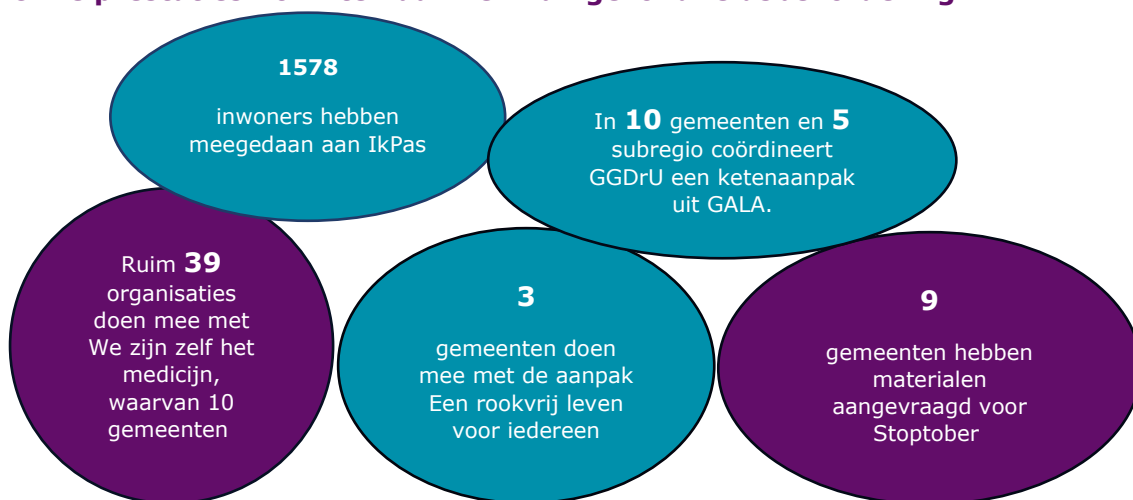 1578
inwoners hebben
meegedaan aan IkPas
In 10 gemeenten en 5
subregio coördineert
GGDrU een ketenaanpak
uit GALA.
Ruim 39
organisaties
doen mee met
We zijn zelf het
medicijn,
waarvan 10
gemeenten
3
gemeenten doen
mee met de aanpak
Een rookvrij leven
voor iedereen
9
gemeenten hebben
materialen
aangevraagd voor
Stoptober